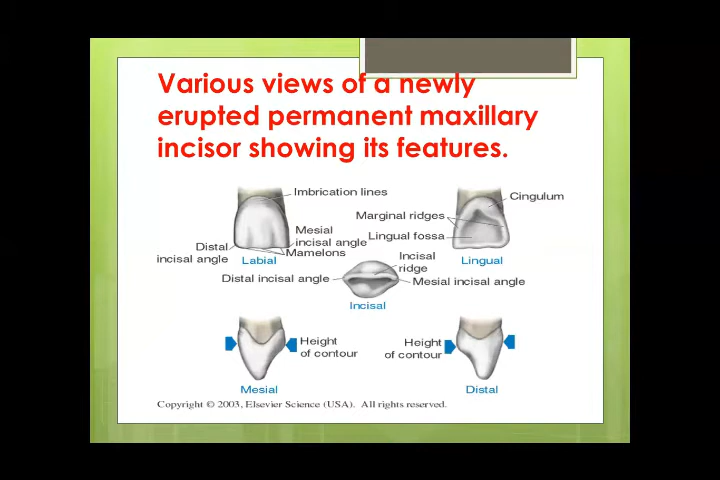 Various views of a newly
erupted permanent maxillary
incisor showing its features.
Imbrication lines
Mesial
incisal angle
Mamelons
Distal
incisal angle
Labial
Cingulum
Marginal ridges
Lingual fossa
Lingual
Incisal
ridge
Distal incisal angle
Mesial incisal angle
Incisal
Height
of contour
Mesial
Height
of contour
Distal
Copyright © 2003, Elsevier Science (USA). All rights reserved.